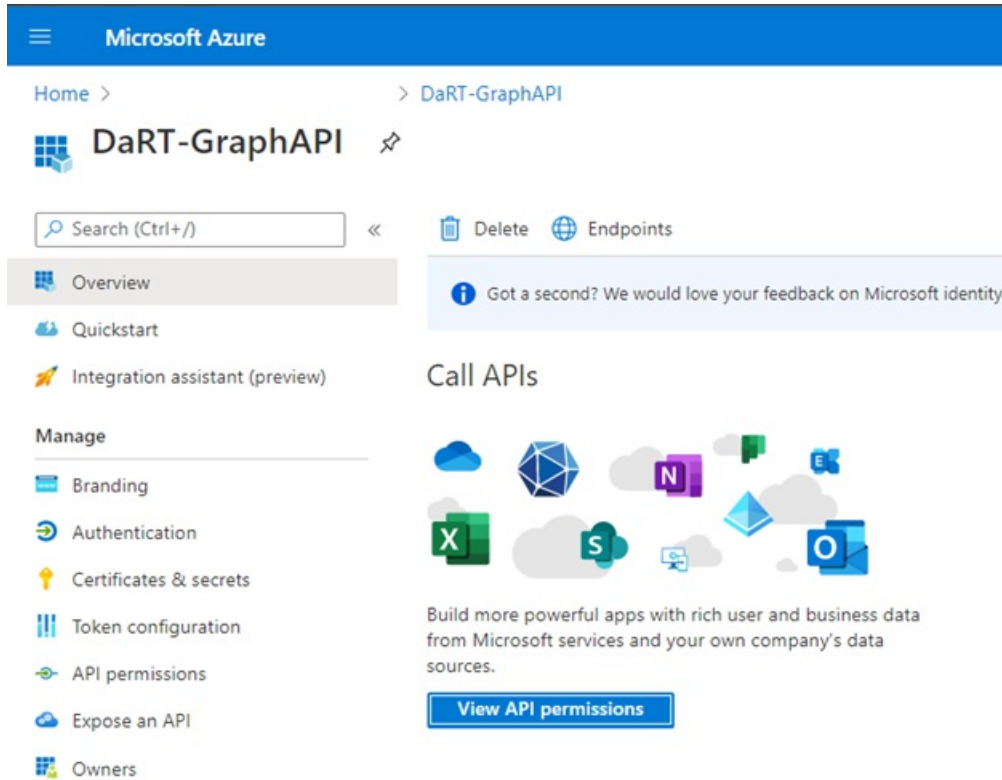 Microsoft Azure
Home > > DaRT-GraphAPI
DaRT-GraphAPI
Search (Ctrl+/) «
Delete Endpoints
Overview
Got a second? We would love your feedback on Microsoft identity
Quickstart
Integration assistant (preview)
Call APIs
Manage
Branding
Authentication
Certificates & secrets
Token configuration
API permissions
Expose an API
Owners
N
E
X
S
O
Build more powerful apps with rich user and business data
from Microsoft services and your own company's data
sources.
View API permissions